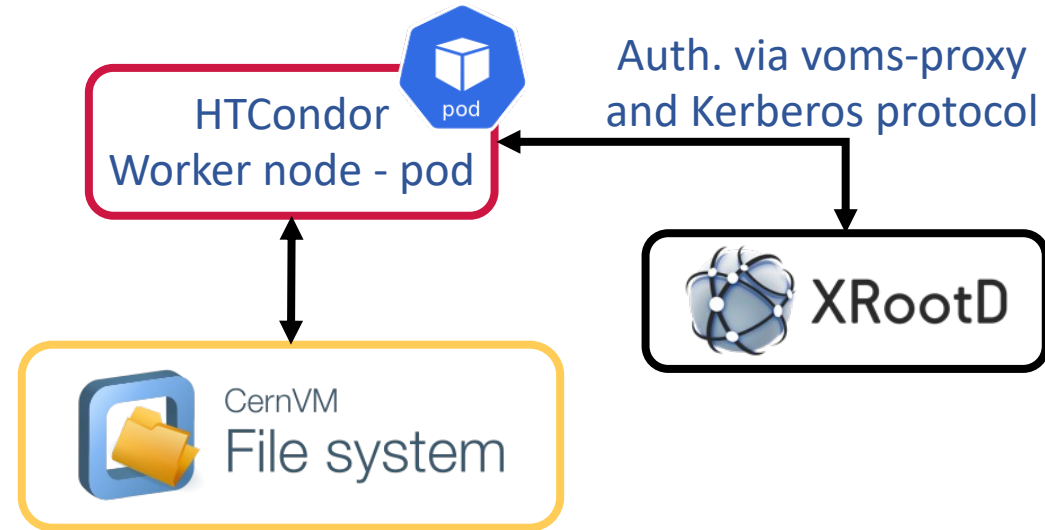 pod
HTCondor
Worker node - pod
Auth. via voms-proxy
and Kerberos protocol
XRootD
CernVM
File system